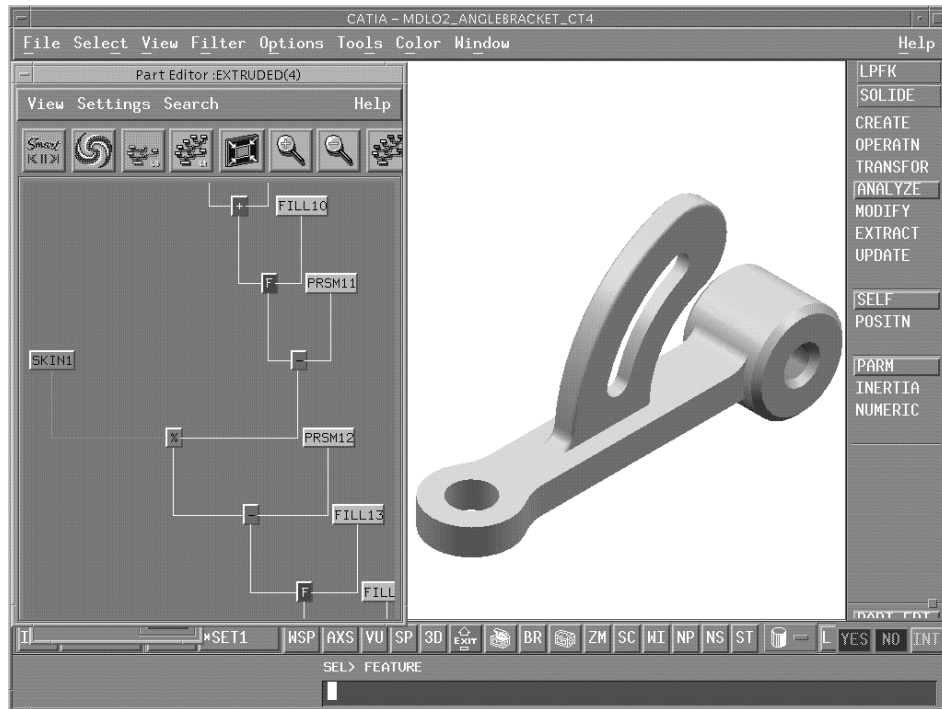 CATIA - MDLO2_ANGLEBRACKET_CT4
File Select View Filter Options Tools Color Window Help
Part Editor :EXTRUDED(4)
View Settings Search Help
Smart
+ FILL10
F PRSM11
-
SKIN1
% PRSM12
- FILL13
F FILL
LPFK
SOLIDE
CREATE
OPERATN
TRANSFOR
ANALYZE
MODIFY
EXTRACT
UPDATE
SELF
POSITN
PARM
INERTIA
NUMERIC
*SET1 WSP AXS VU SP 3D EXIT BR ZM SC WI NP NS ST L YES NO INT
SEL> FEATURE